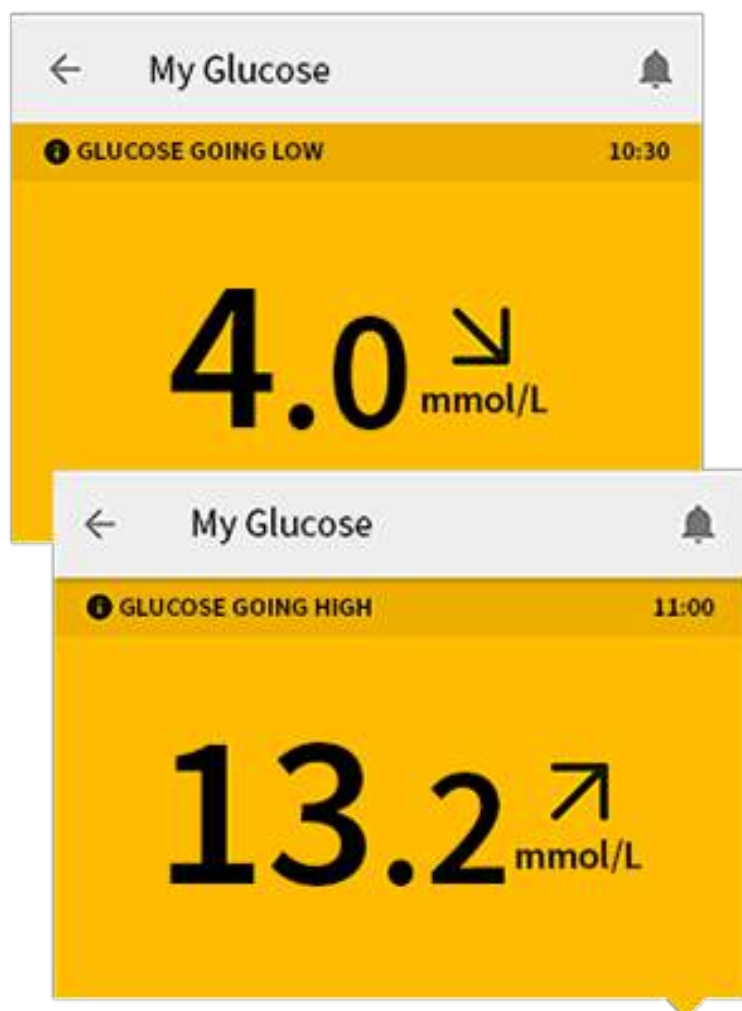 My Glucose
GLUCOSE GOING LOW 10:30
4.0 mmol/L
My Glucose
GLUCOSE GOING HIGH 11:00
13.2 mmol/L